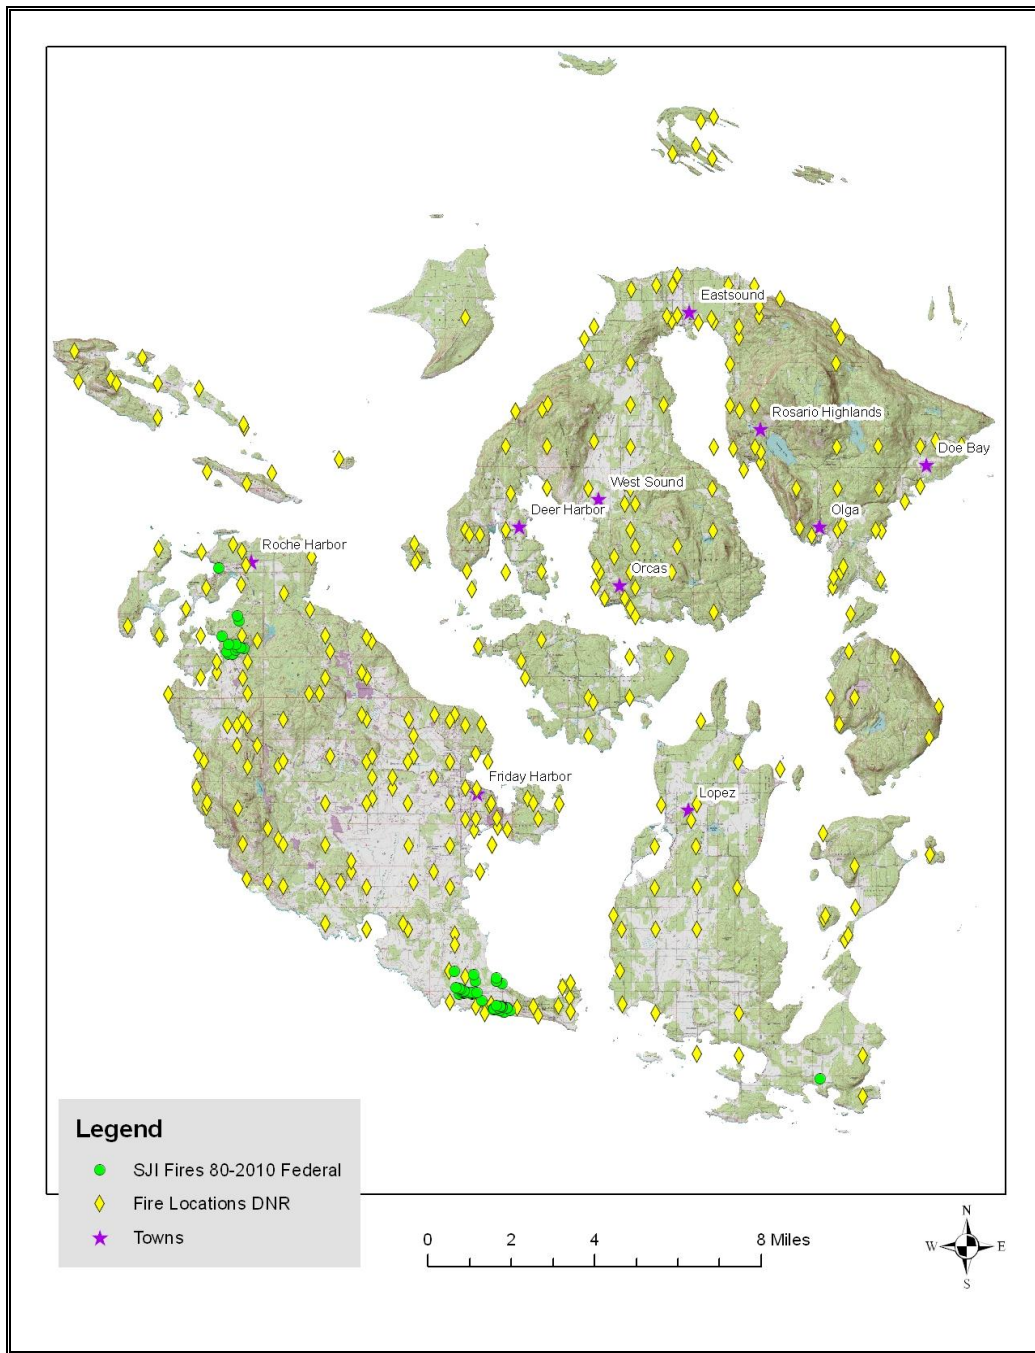 Eastsound
Rosario Highlands
Doe Bay
West Sound
Deer Harbor
Olga
Roche Harbor
Orcas
Friday Harbor
Lopez
Legend
SJI Fires 80-2010 Federal
Fire Locations DNR
Towns
0 2 4 8 Miles
N
W E
S